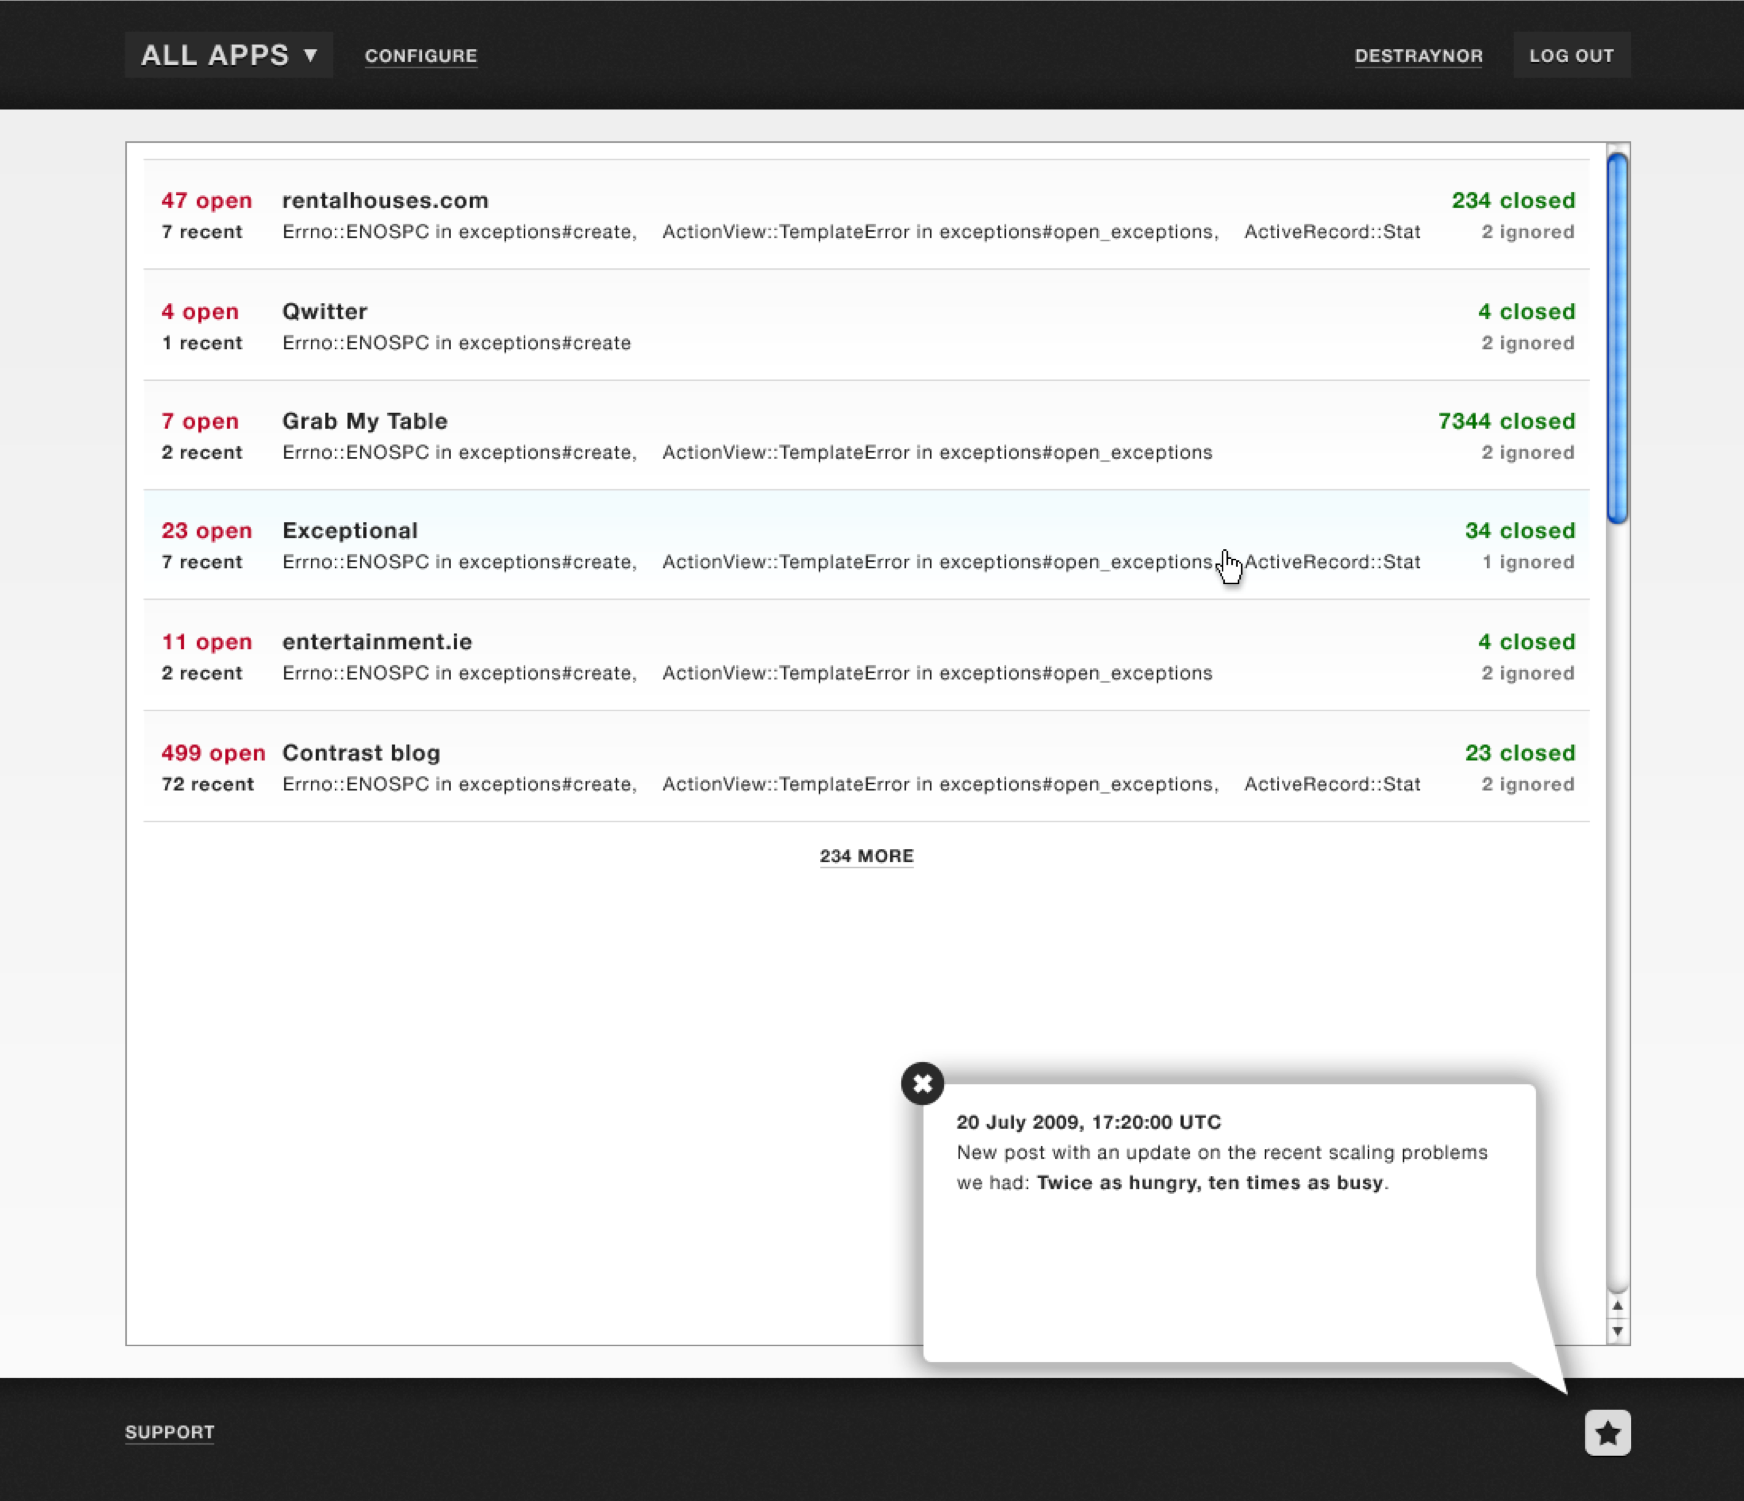 ALL APPS ▼ CONFIGURE DESTRAYNOR LOG OUT
47 open rentalhouses.com 234 closed
7 recent Errno::ENOSPC in exceptions#create, ActionView::TemplateError in exceptions#open_exceptions, ActiveRecord::Stat 2 ignored
4 open Qwitter 4 closed
1 recent Errno::ENOSPC in exceptions#create 2 ignored
7 open Grab My Table 7344 closed
2 recent Errno::ENOSPC in exceptions#create, ActionView::TemplateError in exceptions#open_exceptions 2 ignored
23 open Exceptional 34 closed
7 recent Errno::ENOSPC in exceptions#create, ActionView::TemplateError in exceptions#open_exceptions, ActiveRecord::Stat 1 ignored
11 open entertainment.ie 4 closed
2 recent Errno::ENOSPC in exceptions#create, ActionView::TemplateError in exceptions#open_exceptions 2 ignored
499 open Contrast blog 23 closed
72 recent Errno::ENOSPC in exceptions#create, ActionView::TemplateError in exceptions#open_exceptions, ActiveRecord::Stat 2 ignored
234 MORE
20 July 2009, 17:20:00 UTC
New post with an update on the recent scaling problems
we had: Twice as hungry, ten times as busy.
SUPPORT